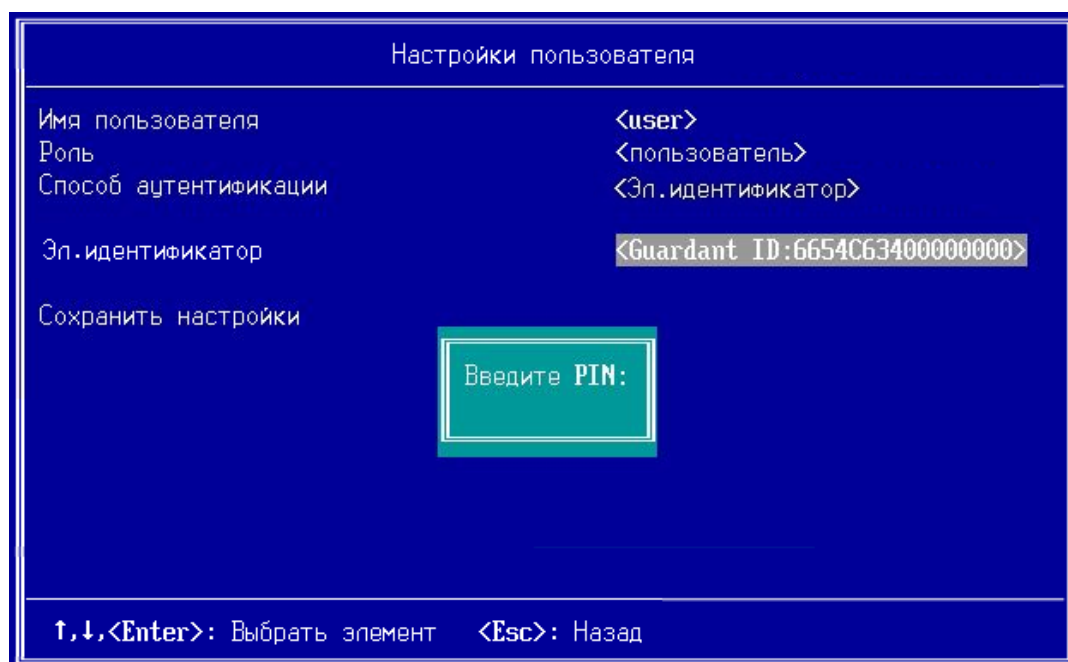 Настройки пользователя
Имя пользователя <user>
Роль <пользователь>
Способ аутентификации <Эл.идентификатор>
Эл.идентификатор <Guardant ID:6654C63400000000>
Сохранить настройки
Введите PIN:
↑,↓,<Enter>: Выбрать элемент <Esc>: Назад